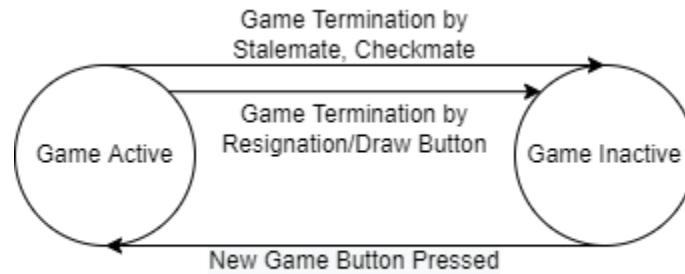 Game Termination by
Stalemate, Checkmate
Game Termination by
Resignation/Draw Button
Game Active
Game Inactive
New Game Button Pressed